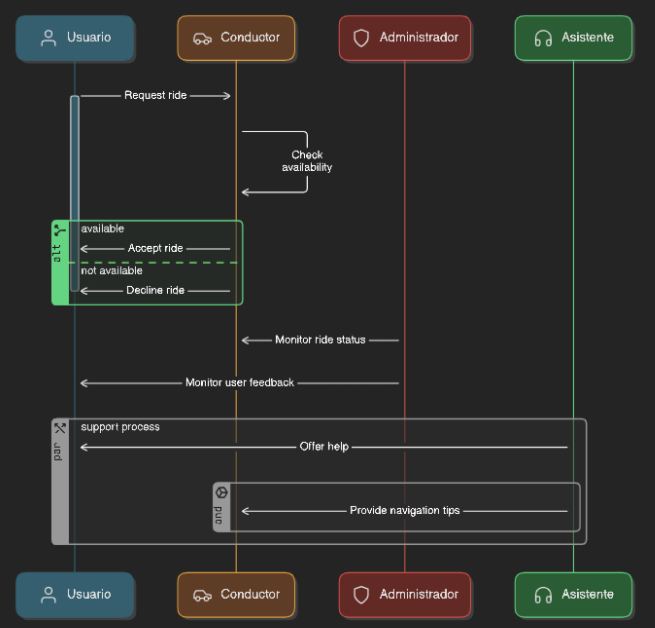 Usuario
Conductor
Administrador
Asistente
Request ride
Check
availability
alt
available
Accept ride
not available
Decline ride
Monitor ride status
Monitor user feedback
par
support process
Offer help
and
Provide navigation tips
Usuario
Conductor
Administrador
Asistente